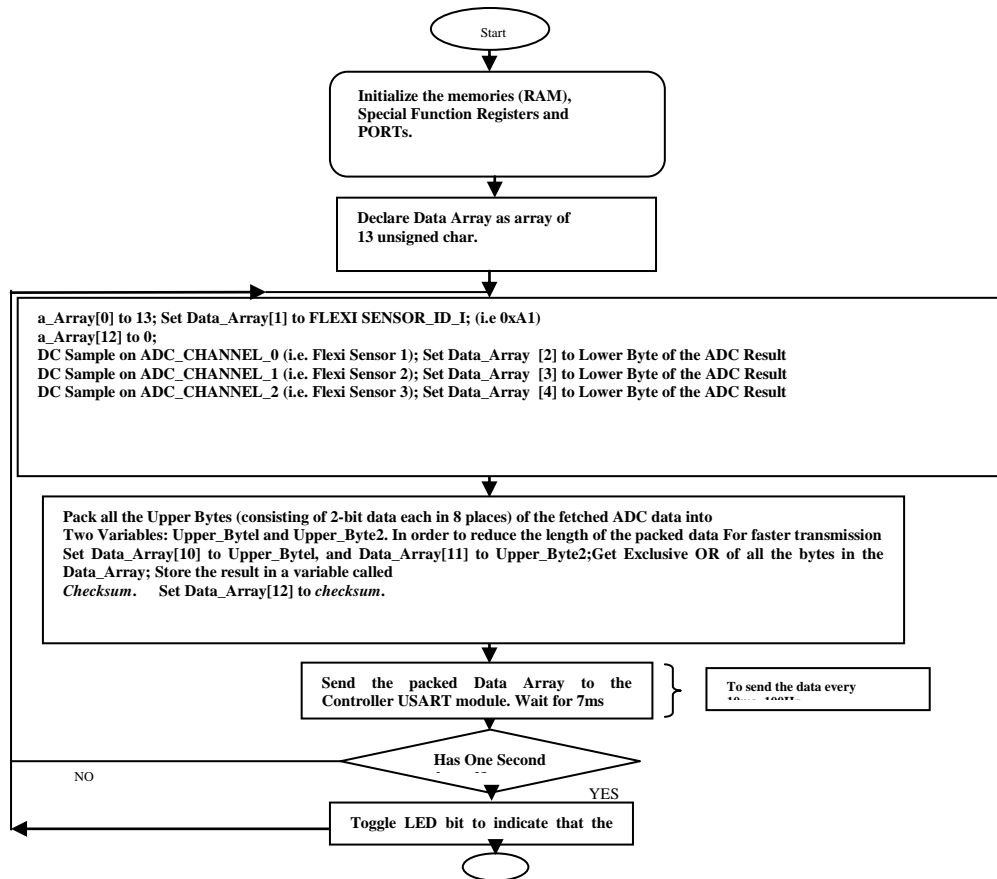 Start
Initialize the memories (RAM),
Special Function Registers and
PORTs.
Declare Data Array as array of
13 unsigned char.
a_Array[0] to 13; Set Data_Array[1] to FLEXI SENSOR_ID_I; (i.e 0xA1)
a_Array[12] to 0;
DC Sample on ADC_CHANNEL_0 (i.e. Flexi Sensor 1); Set Data_Array [2] to Lower Byte of the ADC Result
DC Sample on ADC_CHANNEL_1 (i.e. Flexi Sensor 2); Set Data_Array [3] to Lower Byte of the ADC Result
DC Sample on ADC_CHANNEL_2 (i.e. Flexi Sensor 3); Set Data_Array [4] to Lower Byte of the ADC Result
Pack all the Upper Bytes (consisting of 2-bit data each in 8 places) of the fetched ADC data into
Two Variables: Upper_Bytel and Upper_Byte2. In order to reduce the length of the packed data For faster transmission
Set Data_Array[10] to Upper_Bytel, and Data_Array[11] to Upper_Byte2;Get Exclusive OR of all the bytes in the
Data_Array; Store the result in a variable called
Checksum. Set Data_Array[12] to checksum.
Send the packed Data Array to the
Controller USART module. Wait for 7ms
To send the data every
Has One Second
NO
YES
Toggle LED bit to indicate that the